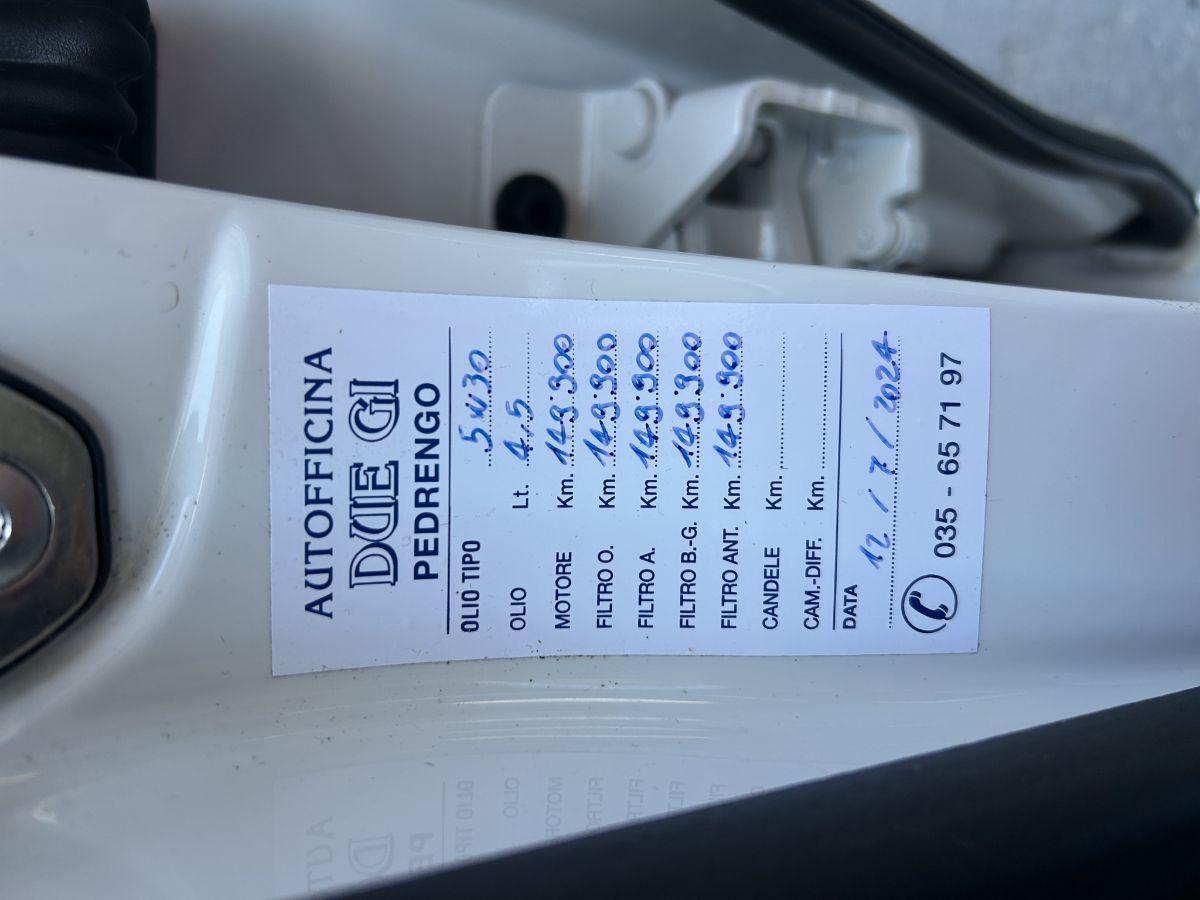 AUTOFFICINA
DUE GI
PEDRENGO
OLIO TIPO 5W30
OLIO Lt. 4,5
MOTORE Km. 149.900
FILTRO O. Km. 149.900
FILTRO A. Km. 149.900
FILTRO B.-G. Km. 149.900
FILTRO ANT. Km. 149.900
CANDELE Km.
CAM.-DIFF. Km.
DATA 12/7/2024
035 - 65 71 97